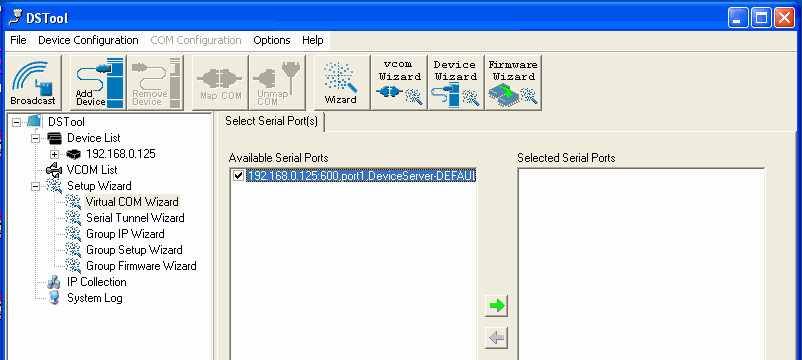 DSTool
File Device Configuration COM Configuration Options Help
Broadcast
Add Device
Remove Device
Map COM
Unmap COM
Wizard
vcom Wizard
Device Wizard
Firmware Wizard
DSTool
Device List
192.168.0.125
VCOM List
Setup Wizard
Virtual COM Wizard
Serial Tunnel Wizard
Group IP Wizard
Group Setup Wizard
Group Firmware Wizard
IP Collection
System Log
Select Serial Port(s)
Available Serial Ports
192.168.0.125:600,port1,DeviceServer-DEFAUL
Selected Serial Ports